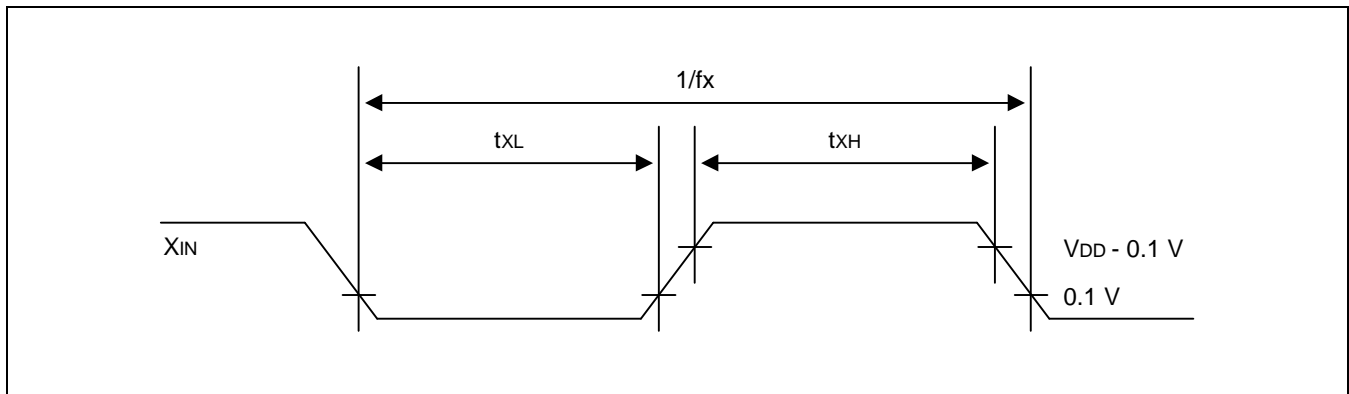 1/fx
tXL
tXH
XIN
VDD - 0.1 V
0.1 V